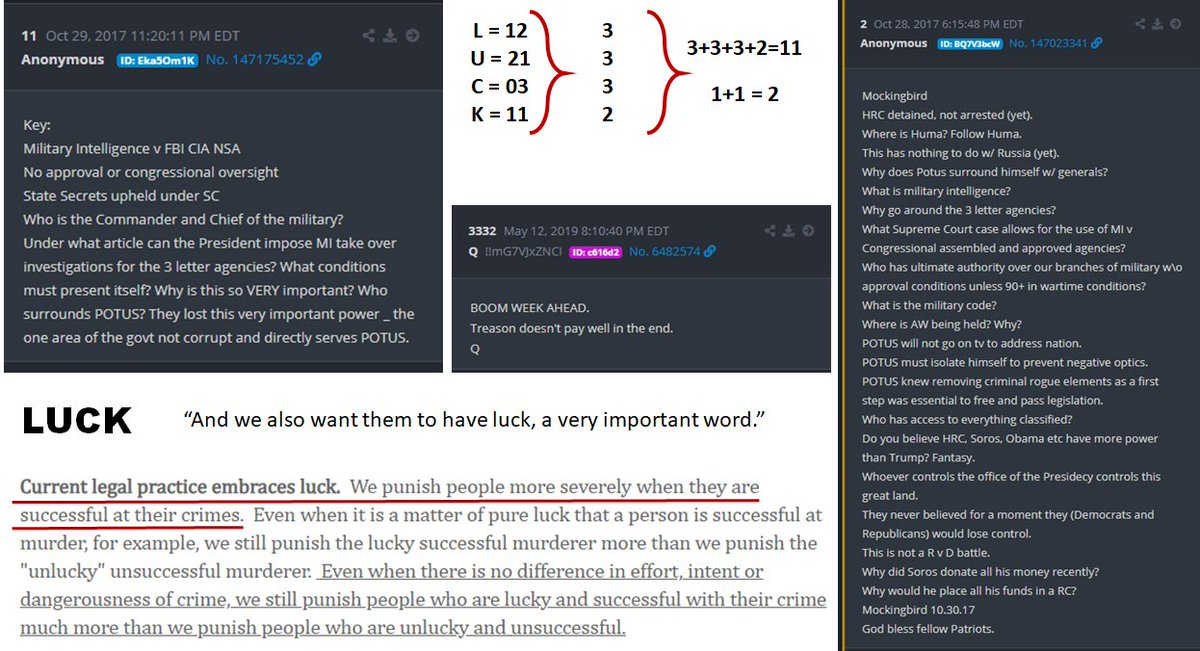 11 Oct 29, 2017 11:20:11 PM EDT
Anonymous ID: Eka5Om1K No. 147175452
Key:
Military Intelligence v FBI CIA NSA
No approval or congressional oversight
State Secrets upheld under SC
Who is the Commander and Chief of the military?
Under what article can the President impose MI take over
investigations for the 3 letter agencies? What conditions
must present itself? Why is this so VERY important? Who
surrounds POTUS? They lost this very important power _ the
one area of the govt not corrupt and directly serves POTUS.
L = 12 3
U = 21 3
C = 03 3
K = 11 2
3+3+3+2=11
1+1 = 2
3332 May 12, 2019 8:10:40 PM EDT
Q !!mG7VJxZNCI ID: c616d2 No. 6482574
BOOM WEEK AHEAD.
Treason doesn't pay well in the end.
Q
2 Oct 28, 2017 6:15:48 PM EDT
Anonymous ID: BQ7V3bcW No. 147023341
Mockingbird
HRC detained, not arrested (yet).
Where is Huma? Follow Huma.
This has nothing to do w/ Russia (yet).
Why does Potus surround himself w/ generals?
What is military intelligence?
Why go around the 3 letter agencies?
What Supreme Court case allows for the use of MI v
Congressional assembled and approved agencies?
Who has ultimate authority over our branches of military w\o
approval conditions unless 90+ in wartime conditions?
What is the military code?
Where is AW being held? Why?
POTUS will not go on tv to address nation.
POTUS must isolate himself to prevent negative optics.
POTUS knew removing criminal rogue elements as a first
step was essential to free and pass legislation.
Who has access to everything classified?
Do you believe HRC, Soros, Obama etc have more power
than Trump? Fantasy.
Whoever controls the office of the Presidecy controls this
great land.
They never believed for a moment they (Democrats and
Republicans) would lose control.
This is not a R v D battle.
Why did Soros donate all his money recently?
Why would he place all his funds in a RC?
Mockingbird 10.30.17
God bless fellow Patriots.
LUCK “And we also want them to have luck, a very important word.”
Current legal practice embraces luck. We punish people more severely when they are
successful at their crimes. Even when it is a matter of pure luck that a person is successful at
murder, for example, we still punish the lucky successful murderer more than we punish the
"unlucky" unsuccessful murderer. Even when there is no difference in effort, intent or
dangerousness of crime, we still punish people who are lucky and successful with their crime
much more than we punish people who are unlucky and unsuccessful.